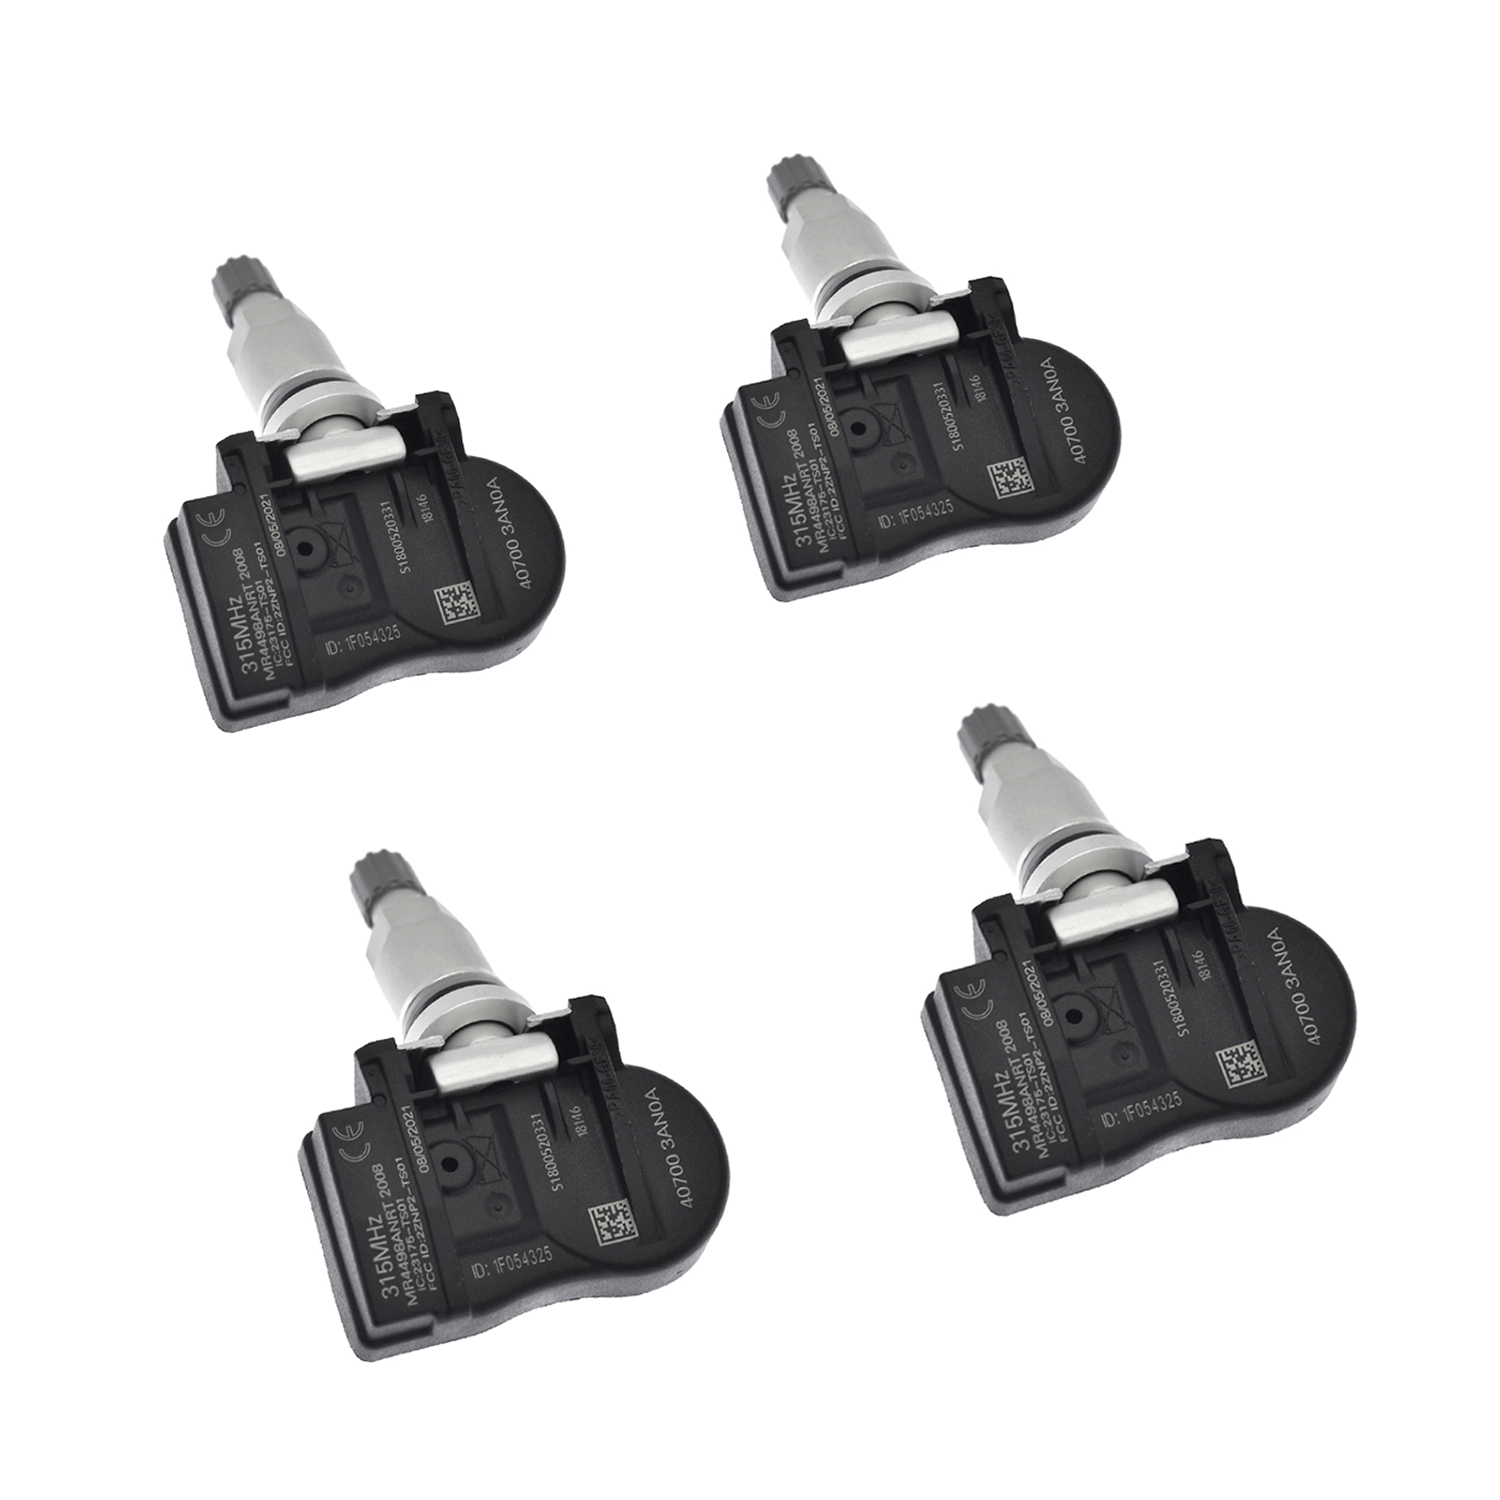 CE
315MHz
MR4498ANRT 2008
IC:23175-TS01
FCC ID:2ZNP2-TS01
08/05/2021
S1800520331
18146
40700 3AN0A
ID: 1F054325
CE
315MHz
MR4498ANRT 2008
IC:23175-TS01
FCC ID:2ZNP2-TS01
08/05/2021
S1800520331
18146
40700 3AN0A
ID: 1F054325
CE
315MHz
MR4498ANRT 2008
IC:23175-TS01
FCC ID:2ZNP2-TS01
08/05/2021
S1800520331
18146
40700 3AN0A
ID: 1F054325
CE
315MHz
MR4498ANRT 2008
IC:23175-TS01
FCC ID:2ZNP2-TS01
08/05/2021
S1800520331
18146
40700 3AN0A
ID: 1F054325